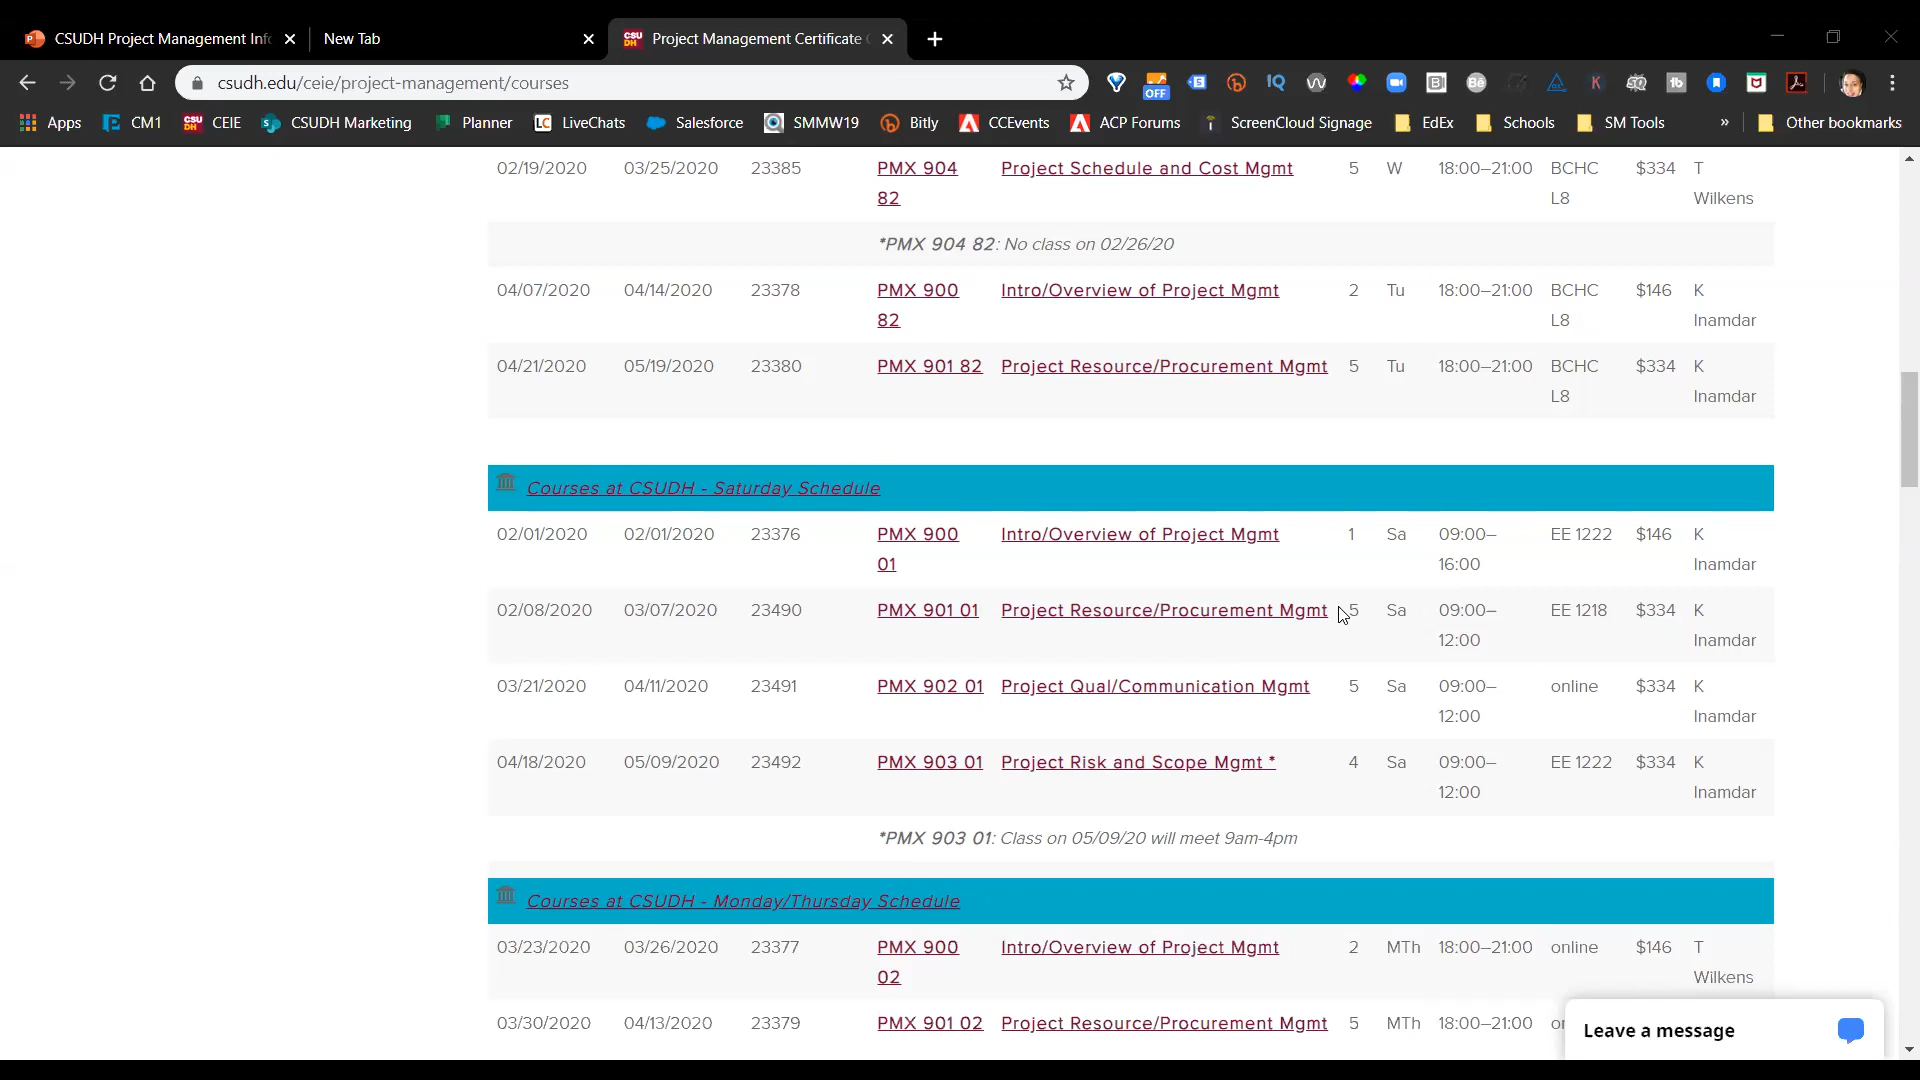 CSUDH Project Management Inf
New Tab
CSU DH Project Management Certificate
csudh.edu/ceie/project-management/courses
OFF
Apps CM1 CSU DH CEIE CSUDH Marketing Planner LC LiveChats Salesforce SMMW19 Bitly CCEvents ACP Forums ScreenCloud Signage EdEx Schools SM Tools » Other bookmarks
02/19/2020 03/25/2020 23385 PMX 904 Project Schedule and Cost Mgmt 5 W 18:00–21:00 BCHC $334 T
82 L8 Wilkens
*PMX 904 82: No class on 02/26/20
04/07/2020 04/14/2020 23378 PMX 900 Intro/Overview of Project Mgmt 2 Tu 18:00–21:00 BCHC $146 K
82 L8 Inamdar
04/21/2020 05/19/2020 23380 PMX 901 82 Project Resource/Procurement Mgmt 5 Tu 18:00–21:00 BCHC $334 K
L8 Inamdar
Courses at CSUDH - Saturday Schedule
02/01/2020 02/01/2020 23376 PMX 900 Intro/Overview of Project Mgmt 1 Sa 09:00– EE 1222 $146 K
01 16:00 Inamdar
02/08/2020 03/07/2020 23490 PMX 901 01 Project Resource/Procurement Mgmt 5 Sa 09:00– EE 1218 $334 K
12:00 Inamdar
03/21/2020 04/11/2020 23491 PMX 902 01 Project Qual/Communication Mgmt 5 Sa 09:00– online $334 K
12:00 Inamdar
04/18/2020 05/09/2020 23492 PMX 903 01 Project Risk and Scope Mgmt * 4 Sa 09:00– EE 1222 $334 K
12:00 Inamdar
*PMX 903 01: Class on 05/09/20 will meet 9am-4pm
Courses at CSUDH - Monday/Thursday Schedule
03/23/2020 03/26/2020 23377 PMX 900 Intro/Overview of Project Mgmt 2 MTh 18:00–21:00 online $146 T
02 Wilkens
03/30/2020 04/13/2020 23379 PMX 901 02 Project Resource/Procurement Mgmt 5 MTh 18:00–21:00
Leave a message